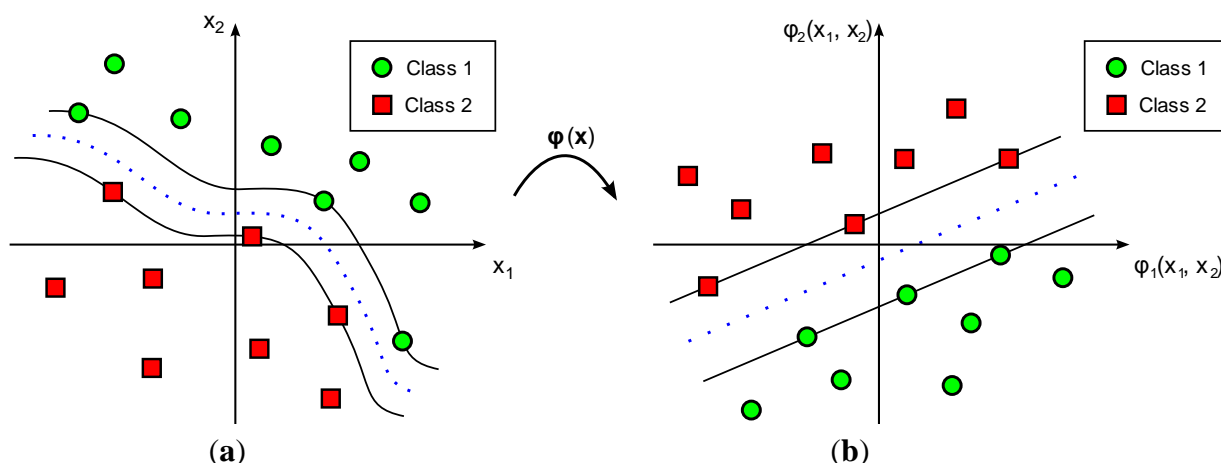 x2
Class 1
Class 2
x1
(a)
φ(x)
φ2(x1, x2)
Class 1
Class 2
φ1(x1, x2)
(b)